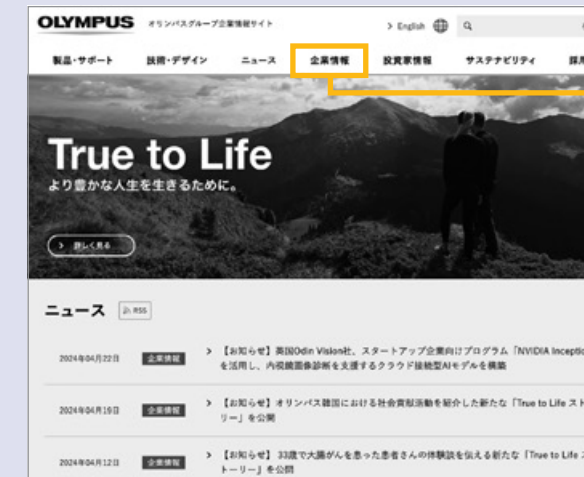 OLYMPUS オリンパスグループ企業情報サイト
> English
製品・サポート 技術・デザイン ニュース 企業情報 投資家情報 サステナビリティ 採用
True to Life
より豊かな人生を生きるために。
> 詳しく見る
ニュース RSS
2024年04月22日 企業情報 > 【お知らせ】英国Odin Vision社、スタートアップ企業向けプログラム「NVIDIA Inception
を活用し、内視鏡画像診断を支援するクラウド接続型AIモデルを構築
2024年04月19日 企業情報 > 【お知らせ】オリンパス韓国における社会貢献活動を紹介した新たな「True to Life スト
リー」を公開
2024年04月12日 企業情報 > 【お知らせ】33歳で大腸がんを患った患者さんの体験談を伝える新たな「True to Life ス
トーリー」を公開